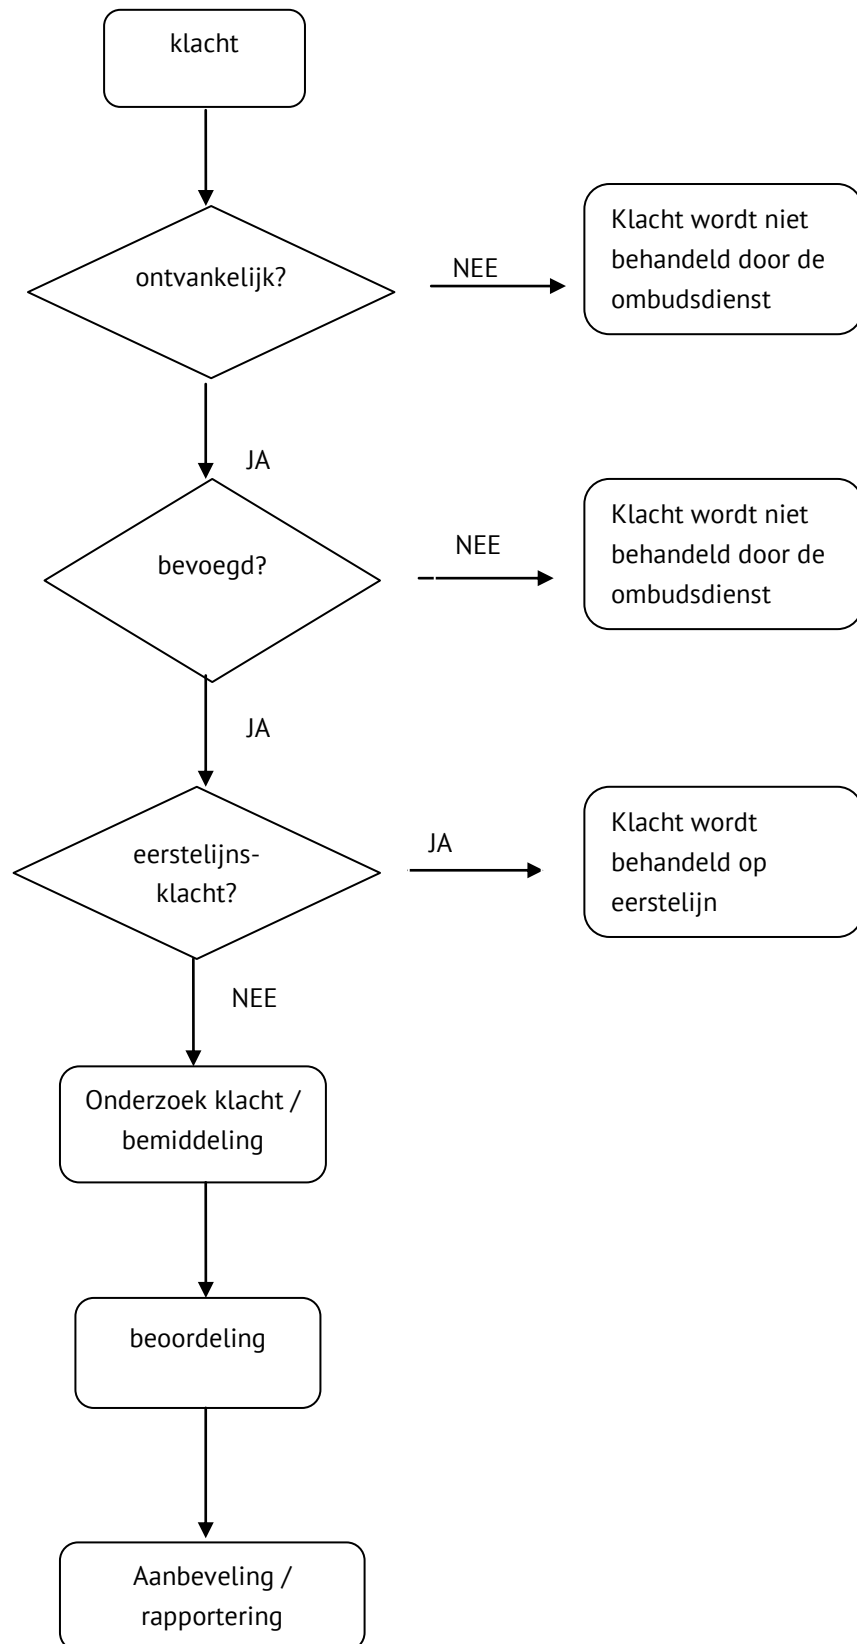 klacht
ontvankelijk?
NEE
Klacht wordt niet
behandeld door de
ombudsdienst
JA
bevoegd?
NEE
Klacht wordt niet
behandeld door de
ombudsdienst
JA
eerstelijns-
klacht?
JA
Klacht wordt
behandeld op
eerstelijn
NEE
Onderzoek klacht /
bemiddeling
beoordeling
Aanbeveling /
rapportering